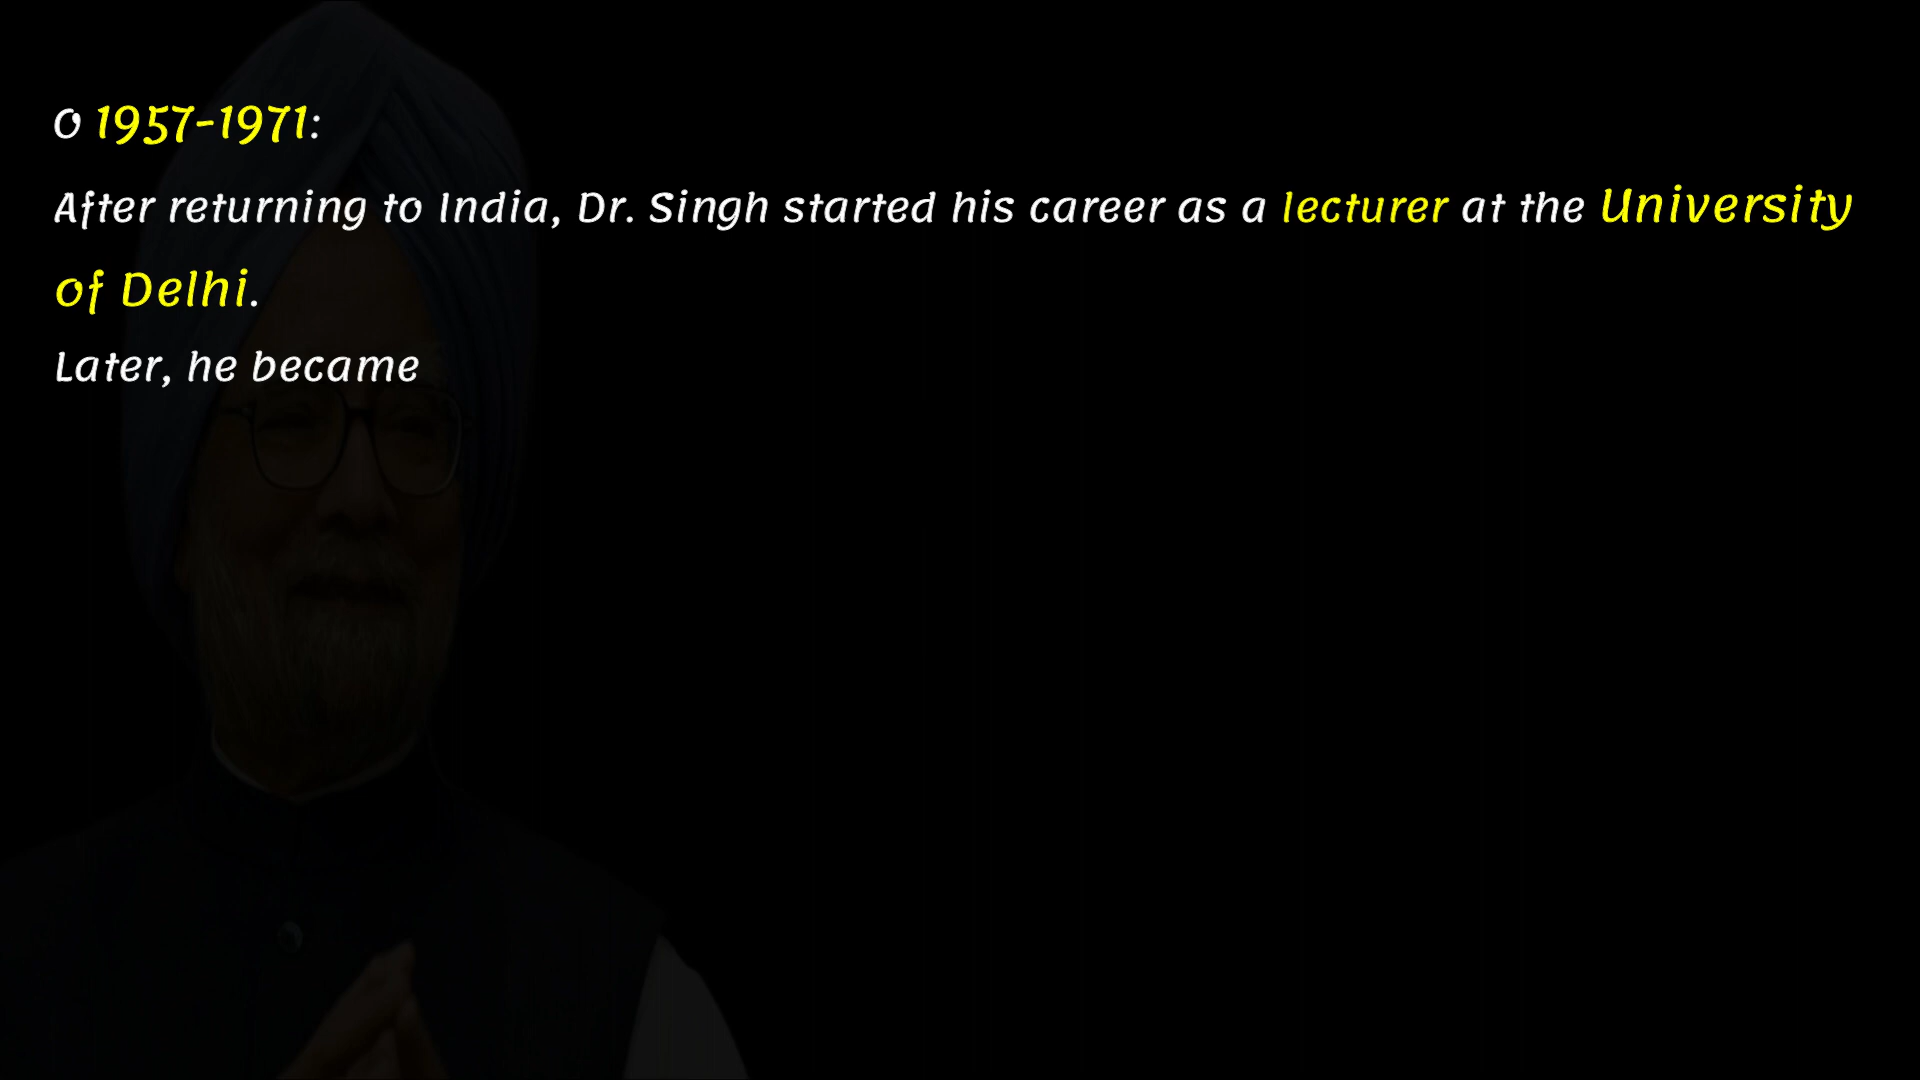 O 1957-1971:
After returning to India, Dr. Singh started his career as a lecturer at the University
of Delhi.
Later, he became